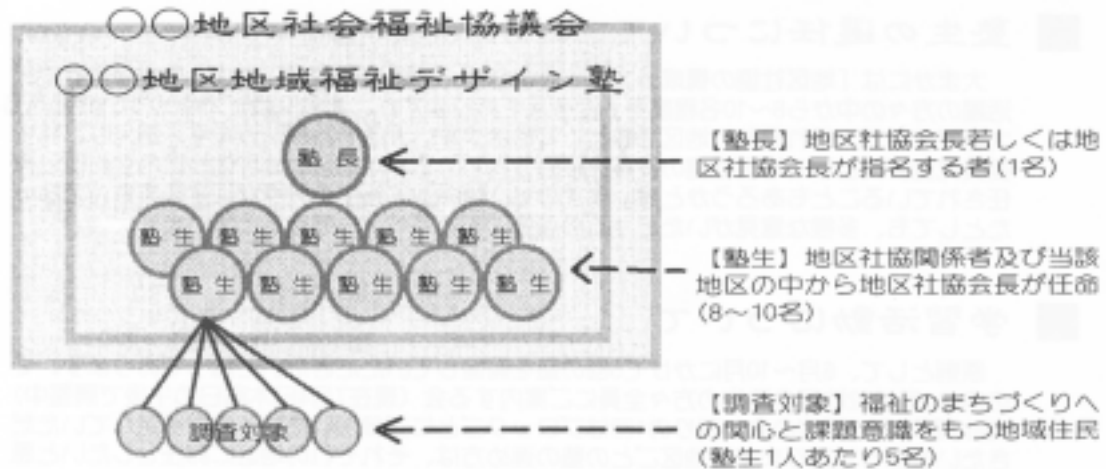 ○○地区社会福祉協議会
○○地区地域福祉デザイン塾
塾 長
【塾長】地区社協会長若しくは地
区社協会長が指名する者(1名)
塾 生 塾 生 塾 生 塾 生 塾 生
塾 生 塾 生 塾 生 塾 生 塾 生
【塾生】地区社協関係者及び当該
地区の中から地区社協会長が任命
(8～10名)
調査対象
【調査対象】福祉のまちづくりへ
の関心と課題意識をもつ地域住民
(塾生1人あたり5名)